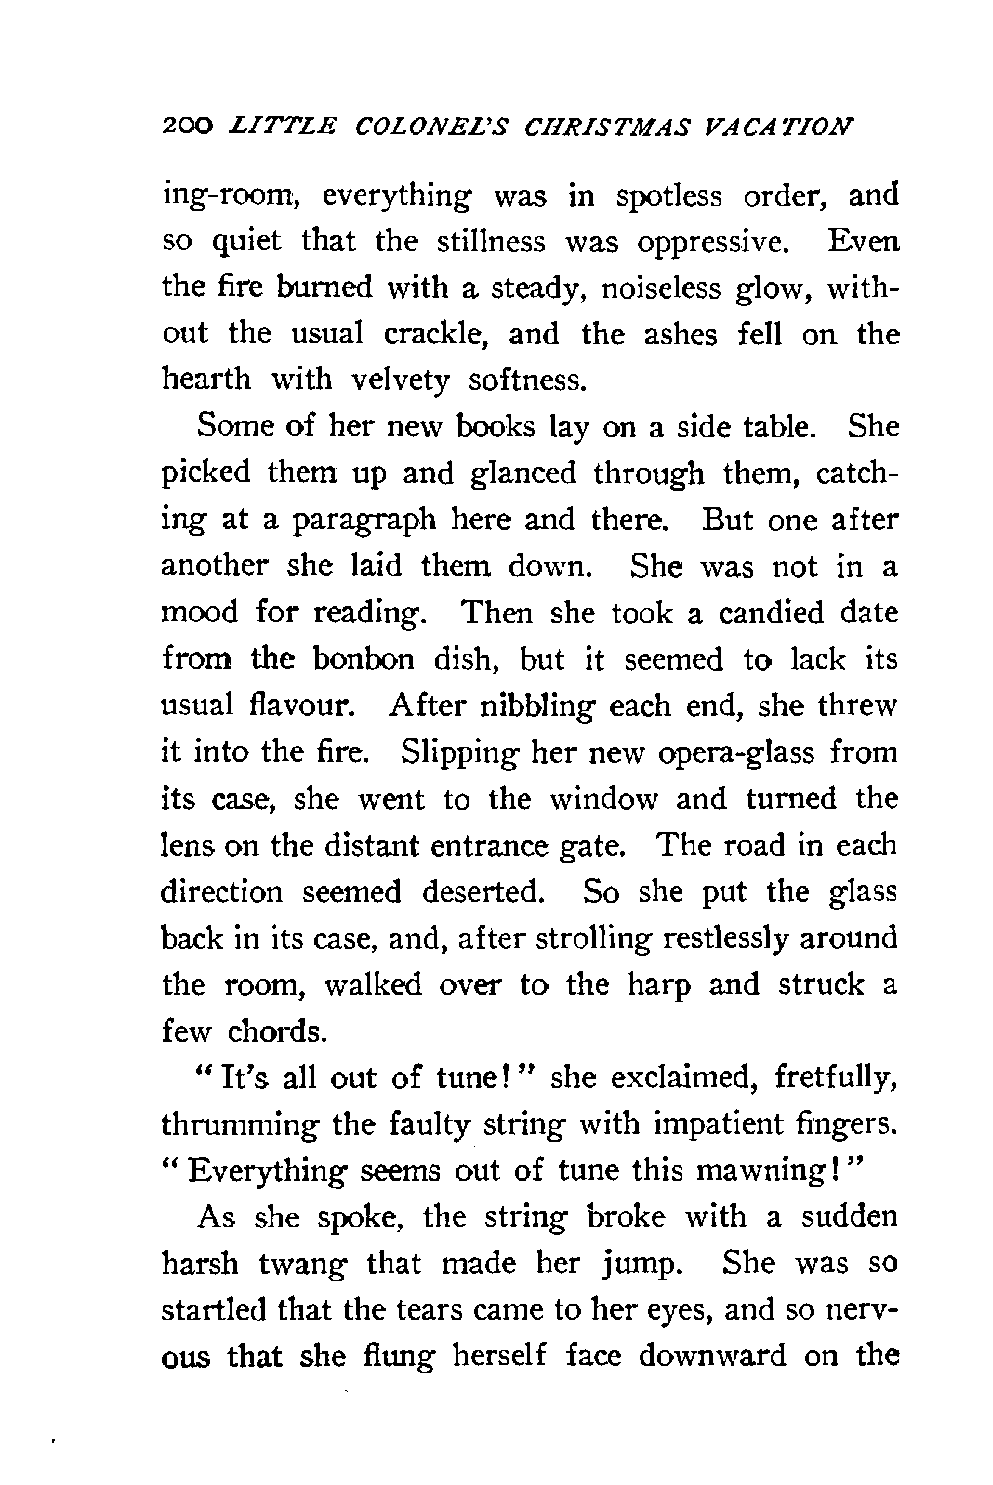 200 LITTLE COLONEL'S CHRISTMAS VACATION
ing-room, everything was in spotless order, and
so quiet that the stillness was oppressive. Even
the fire burned with a steady, noiseless glow, with-
out the usual crackle, and the ashes fell on the
hearth with velvety softness.
Some of her new books lay on a side table. She
picked them up and glanced through them, catch-
ing at a paragraph here and there. But one after
another she laid them down. She was not in a
mood for reading. Then she took a candied date
from the bonbon dish, but it seemed to lack its
usual flavour. After nibbling each end, she threw
it into the fire. Slipping her new opera-glass from
its case, she went to the window and turned the
lens on the distant entrance gate. The road in each
direction seemed deserted. So she put the glass
back in its case, and, after strolling restlessly around
the room, walked over to the harp and struck a
few chords.
"It's all out of tune!" she exclaimed, fretfully,
thrumming the faulty string with impatient fingers.
"Everything seems out of tune this mawning!"
As she spoke, the string broke with a sudden
harsh twang that made her jump. She was so
startled that the tears came to her eyes, and so nerv-
ous that she flung herself face downward on the